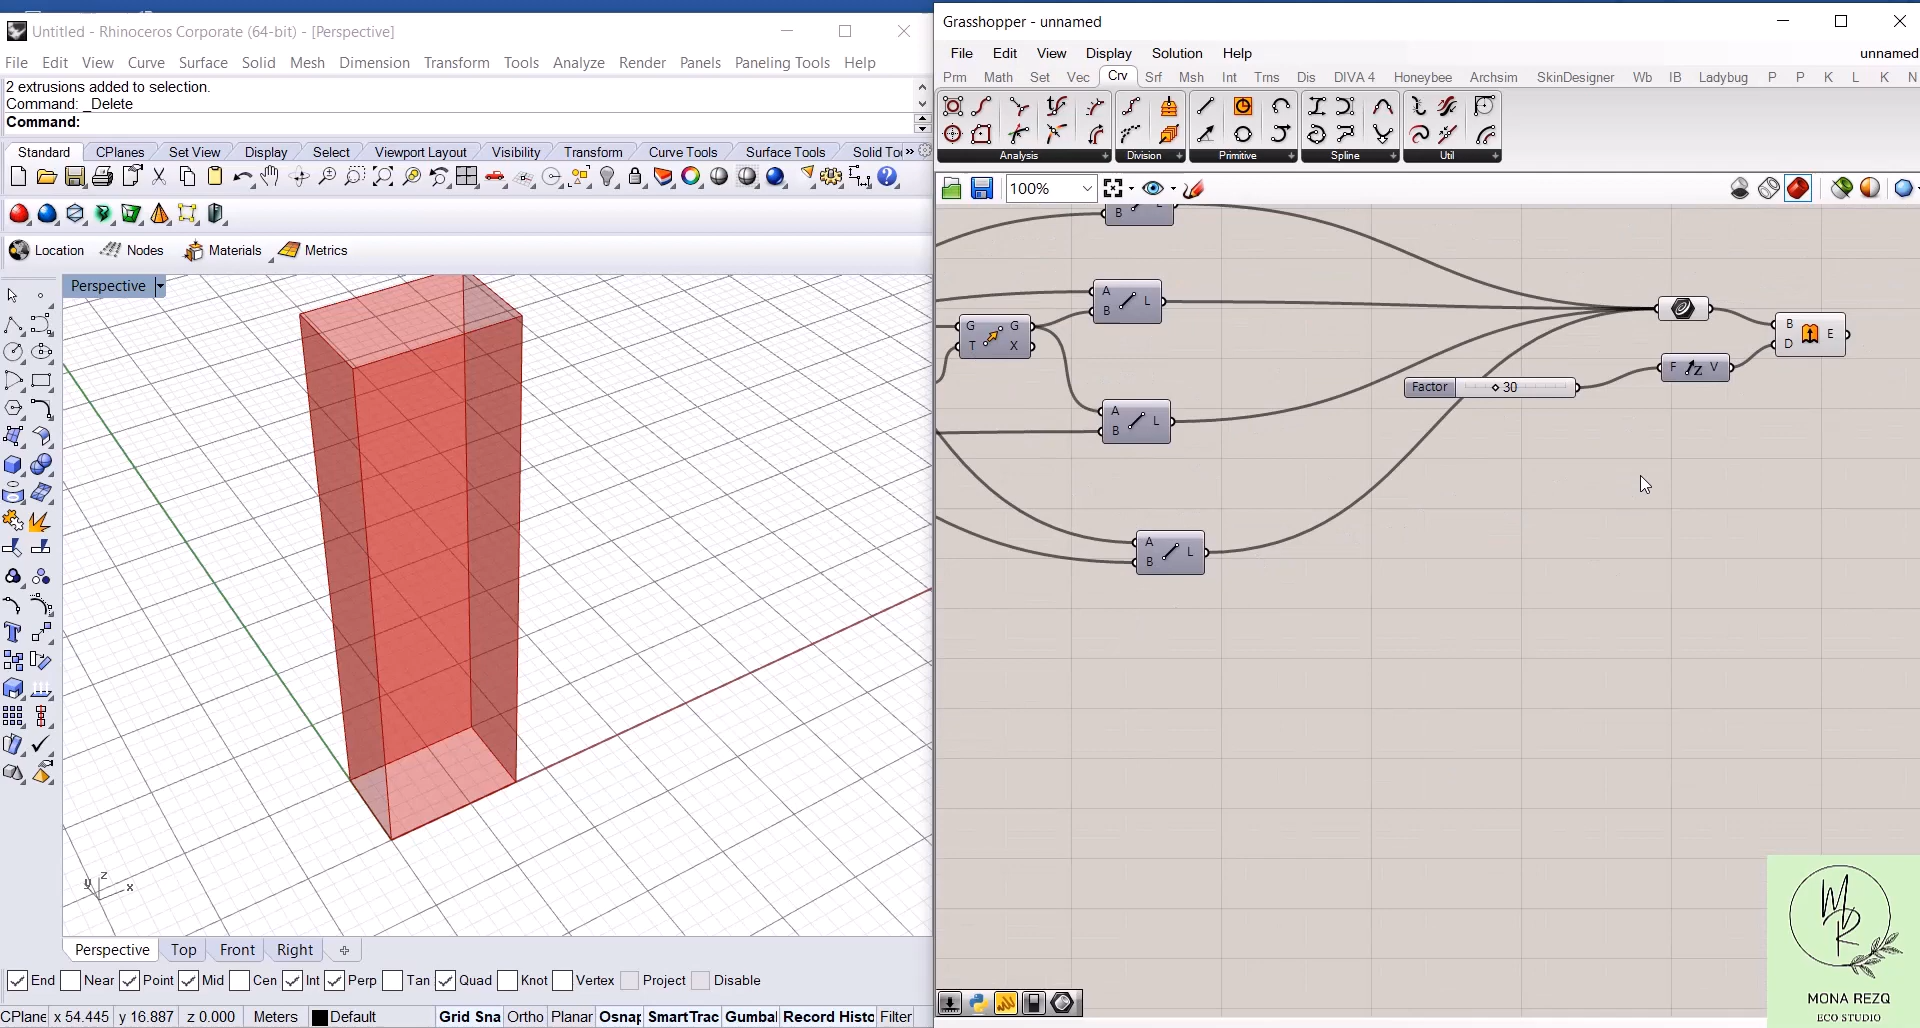 Untitled - Rhinoceros Corporate (64-bit) - [Perspective]
File Edit View Curve Surface Solid Mesh Dimension Transform Tools Analyze Render Panels Paneling Tools Help
2 extrusions added to selection.
Command: _Delete
Command:
Standard CPlanes Set View Display Select Viewport Layout Visibility Transform Curve Tools Surface Tools Solid To »
Location Nodes Materials Metrics
Perspective
z
y
x
Perspective Top Front Right
End Near Point Mid Cen Int Perp Tan Quad Knot Vertex Project Disable
CPlane x 54.445 y 16.887 z 0.000 Meters Default Grid Sna Ortho Planar Osnap SmartTrac Gumbal Record Histo Filter
Grasshopper - unnamed
File Edit View Display Solution Help unnamed
Prm Math Set Vec Crv Srf Msh Int Trns Dis DIVA 4 Honeybee Archsim SkinDesigner Wb IB Ladybug P P K L K N
Analysis Division Primitive Spline Util
100%
B L
A B L
G T G X
B D E
F Z V
Factor 30
A B L
A B L
MR
MONA REZQ
ECO STUDIO